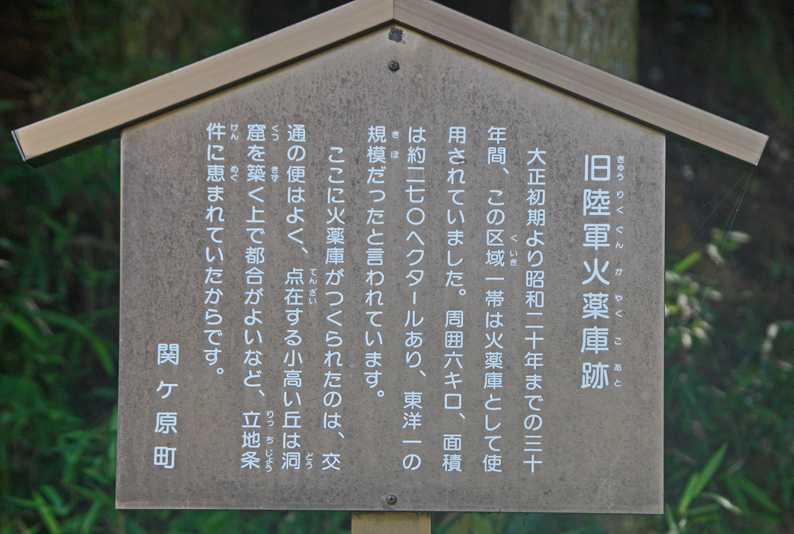 旧陸軍火薬庫跡
大正初期より昭和二十年までの三十
年間、この区域一帯は火薬庫として使
用されていました。周囲六キロ、面積
は約二七〇ヘクタールあり、東洋一の
規模だったと言われています。
ここに火薬庫がつくられたのは、交
通の便はよく、点在する小高い丘は洞
窟を築く上で都合がよいなど、立地条
件に恵まれていたからです。
関ケ原町